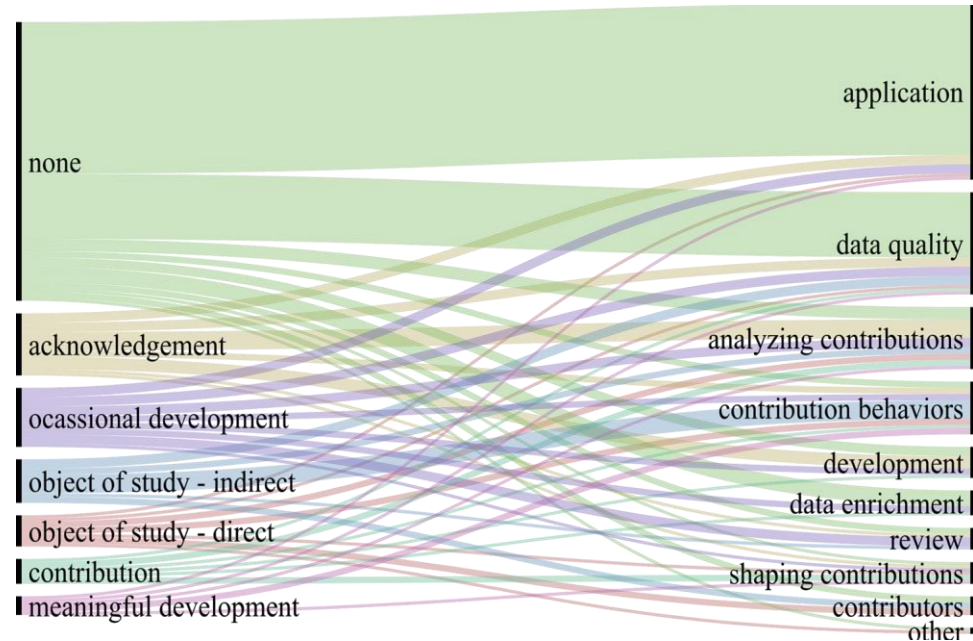 none
acknowledgement
ocassional development
object of study - indirect
object of study - direct
contribution
meaningful development
application
data quality
analyzing contributions
contribution behaviors
development
data enrichment
review
shaping contributions
contributors
other